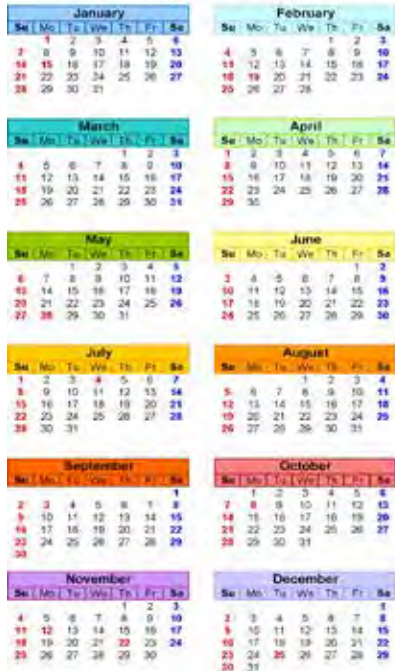 January
Su Mo Tu We Th Fr Sa
1 2 3 4 5 6
7 8 9 10 11 12 13
14 15 16 17 18 19 20
21 22 23 24 25 26 27
28 29 30 31
February
Su Mo Tu We Th Fr Sa
1 2 3
4 5 6 7 8 9 10
11 12 13 14 15 16 17
18 19 20 21 22 23 24
25 26 27 28
March
Su Mo Tu We Th Fr Sa
1 2 3
4 5 6 7 8 9 10
11 12 13 14 15 16 17
18 19 20 21 22 23 24
25 26 27 28 29 30 31
April
Su Mo Tu We Th Fr Sa
1 2 3 4 5 6 7
8 9 10 11 12 13 14
15 16 17 18 19 20 21
22 23 24 25 26 27 28
29 30
May
Su Mo Tu We Th Fr Sa
1 2 3 4 5
6 7 8 9 10 11 12
13 14 15 16 17 18 19
20 21 22 23 24 25 26
27 28 29 30 31
June
Su Mo Tu We Th Fr Sa
1 2
3 4 5 6 7 8 9
10 11 12 13 14 15 16
17 18 19 20 21 22 23
24 25 26 27 28 29 30
July
Su Mo Tu We Th Fr Sa
1 2 3 4 5 6 7
8 9 10 11 12 13 14
15 16 17 18 19 20 21
22 23 24 25 26 27 28
29 30 31
August
Su Mo Tu We Th Fr Sa
1 2 3 4
5 6 7 8 9 10 11
12 13 14 15 16 17 18
19 20 21 22 23 24 25
26 27 28 29 30 31
September
Su Mo Tu We Th Fr Sa
1
2 3 4 5 6 7 8
9 10 11 12 13 14 15
16 17 18 19 20 21 22
23 24 25 26 27 28 29
30
October
Su Mo Tu We Th Fr Sa
1 2 3 4 5 6
7 8 9 10 11 12 13
14 15 16 17 18 19 20
21 22 23 24 25 26 27
28 29 30 31
November
Su Mo Tu We Th Fr Sa
1 2 3
4 5 6 7 8 9 10
11 12 13 14 15 16 17
18 19 20 21 22 23 24
25 26 27 28 29 30
December
Su Mo Tu We Th Fr Sa
1
2 3 4 5 6 7 8
9 10 11 12 13 14 15
16 17 18 19 20 21 22
23 24 25 26 27 28 29
30 31